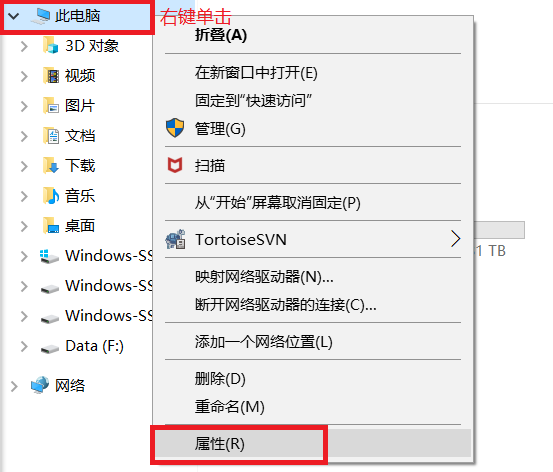 此电脑
右键单击
3D 对象
视频
图片
文档
下载
音乐
桌面
Windows-SS
Windows-SS
Windows-SS
Data (F:)
网络
折叠(A)
在新窗口中打开(E)
固定到“快速访问”
管理(G)
扫描
从“开始”屏幕取消固定(P)
TortoiseSVN
映射网络驱动器(N)...
断开网络驱动器的连接(C)...
添加一个网络位置(L)
删除(D)
重命名(M)
属性(R)
1 TB